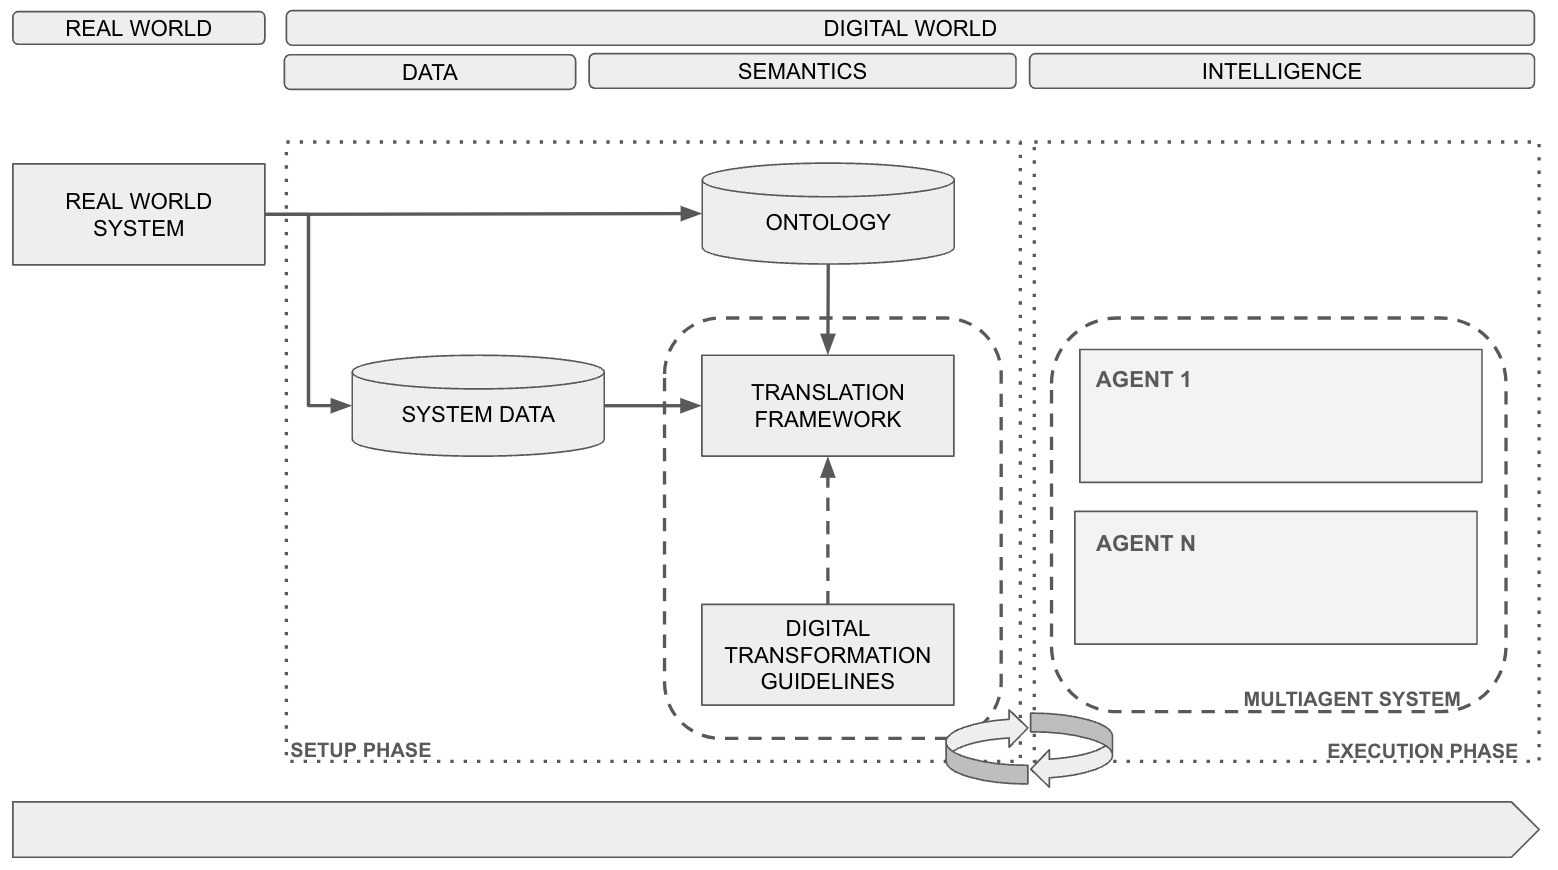 REAL WORLD
DIGITAL WORLD
DATA
SEMANTICS
INTELLIGENCE
REAL WORLD
SYSTEM
ONTOLOGY
SYSTEM DATA
TRANSLATION
FRAMEWORK
AGENT 1
AGENT N
DIGITAL
TRANSFORMATION
GUIDELINES
MULTIAGENT SYSTEM
SETUP PHASE
EXECUTION PHASE